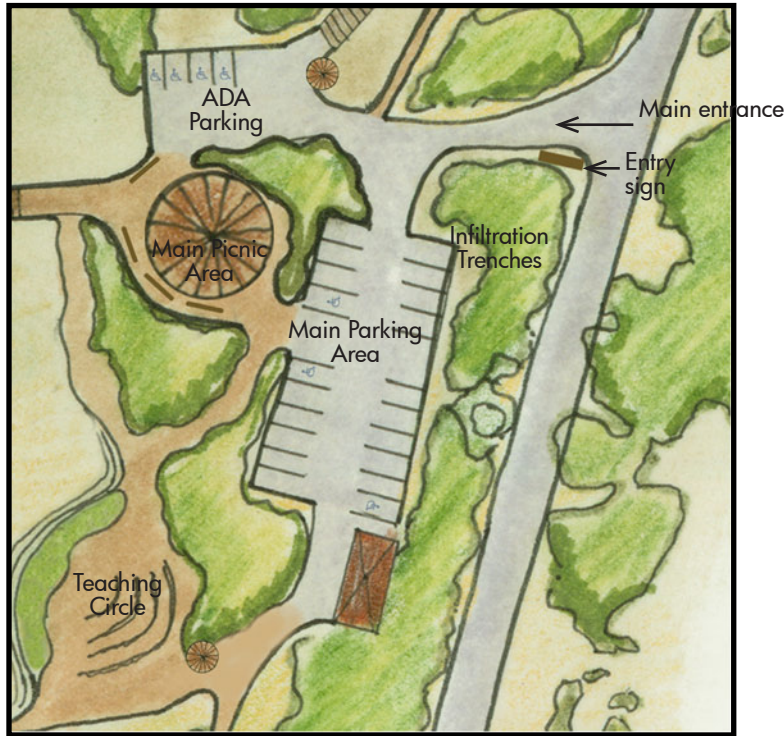 ADA
Parking
Main entrance
Entry
sign
Main Picnic
Area
Infiltration
Trenches
Main Parking
Area
Teaching
Circle